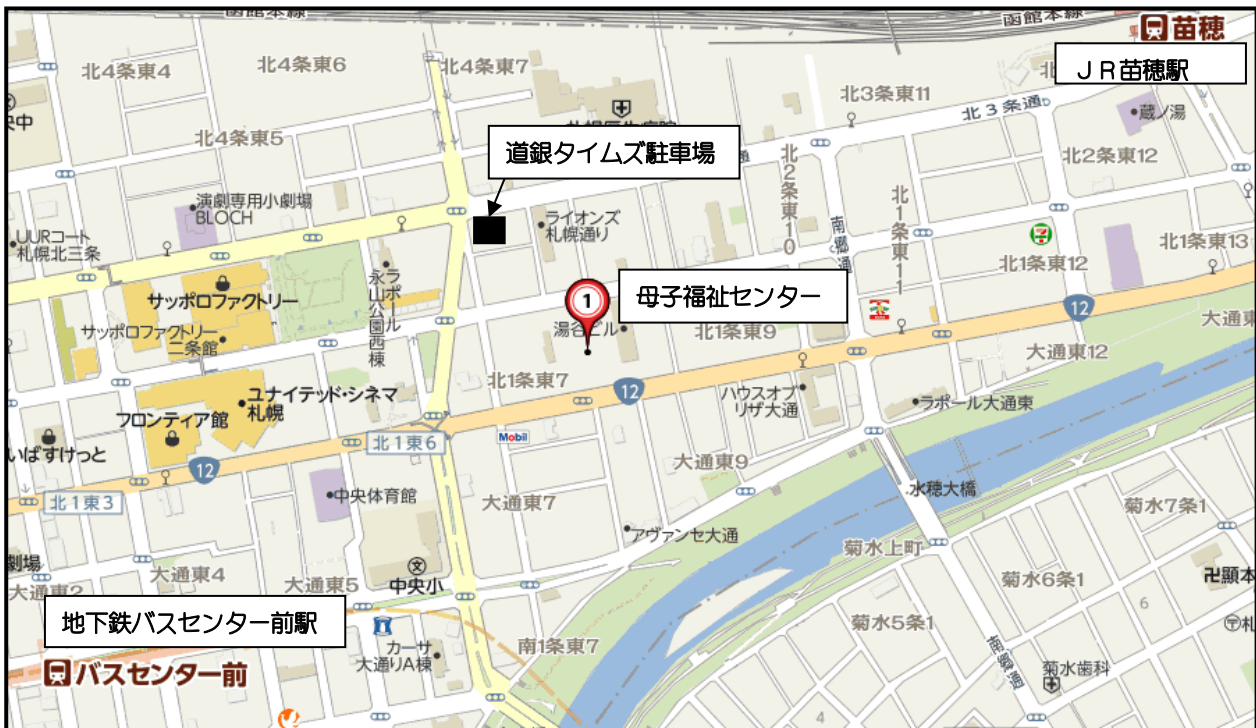 函館本線
函館本線
苗穂
JR苗穂駅
北4条東4
北4条東6
北4条東7
北3条東11
北3条通
蔵ノ湯
央中
北4条東5
道銀タイムズ駐車場
通
北2条東10
北2条東12
演劇専用小劇場
BLOCH
ライオンズ
札幌通り
北1条東11
南郷通
UURコート
札幌北三条
北1条東13
北1条東12
ラポール
永山公園西棟
サッポロファクトリー
1
母子福祉センター
12
サッポロファクトリー
二条館
湯谷ビル
北1条東9
大通東
大通東12
北1条東7
12
ユナイテッド・シネマ
札幌
フロンティア館
ハウスオブ
リザ大通
ラポール大通東
いばすけっと
北1東6
Mobil
大通東9
12
北1東3
中央体育館
大通東7
水穂大橋
菊水7条1
アヴァンセ大通
菊水上町
劇場
大通東2
大通東4
大通東5
中央小
菊水6条1
卍顕本
6
地下鉄バスセンター前駅
カーサ
大通りA棟
南1条東7
菊水5条1
〒札
南郷通
菊水歯科
バスセンター前
4